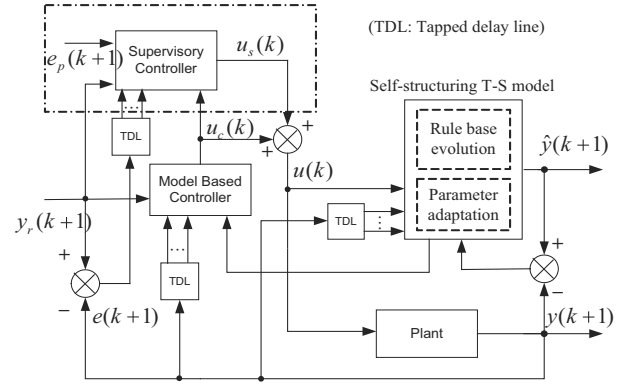 (TDL: Tapped delay line)
e_p(k+1)
Supervisory
Controller
u_s(k)
Self-structuring T-S model
...
TDL
u_c(k)
+
+
Rule base
evolution
ŷ(k+1)
u(k)
Model Based
Controller
Parameter
adaptation
y_r(k+1)
TDL
...
+
...
TDL
+
−
−
e(k+1)
Plant
y(k+1)